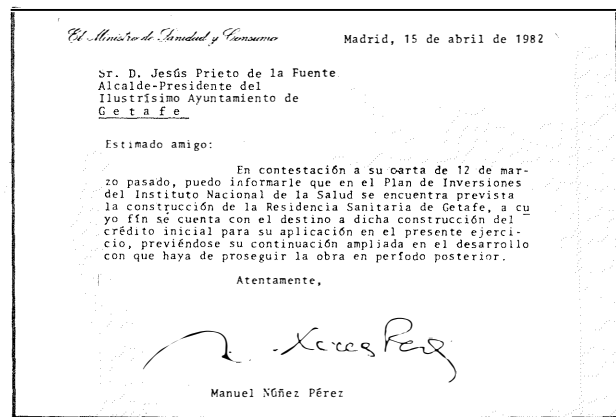 El Ministro de Sanidad y Consumo
Madrid, 15 de abril de 1982
Sr. D. Jesús Prieto de la Fuente
Alcalde-Presidente del
Ilustrísimo Ayuntamiento de
G e t a f e
Estimado amigo:
En contestación a su carta de 12 de mar-
zo pasado, puedo informarle que en el Plan de Inversiones
del Instituto Nacional de la Salud se encuentra prevista
la construcción de la Residencia Sanitaria de Getafe, a cu
yo fín se cuenta con el destino a dicha construcción del
crédito inicial para su aplicación en el presente ejerci-
cio, previéndose su continuación ampliada en el desarrollo
con que haya de proseguir la obra en período posterior.
Atentamente,
Manuel Núñez Pérez